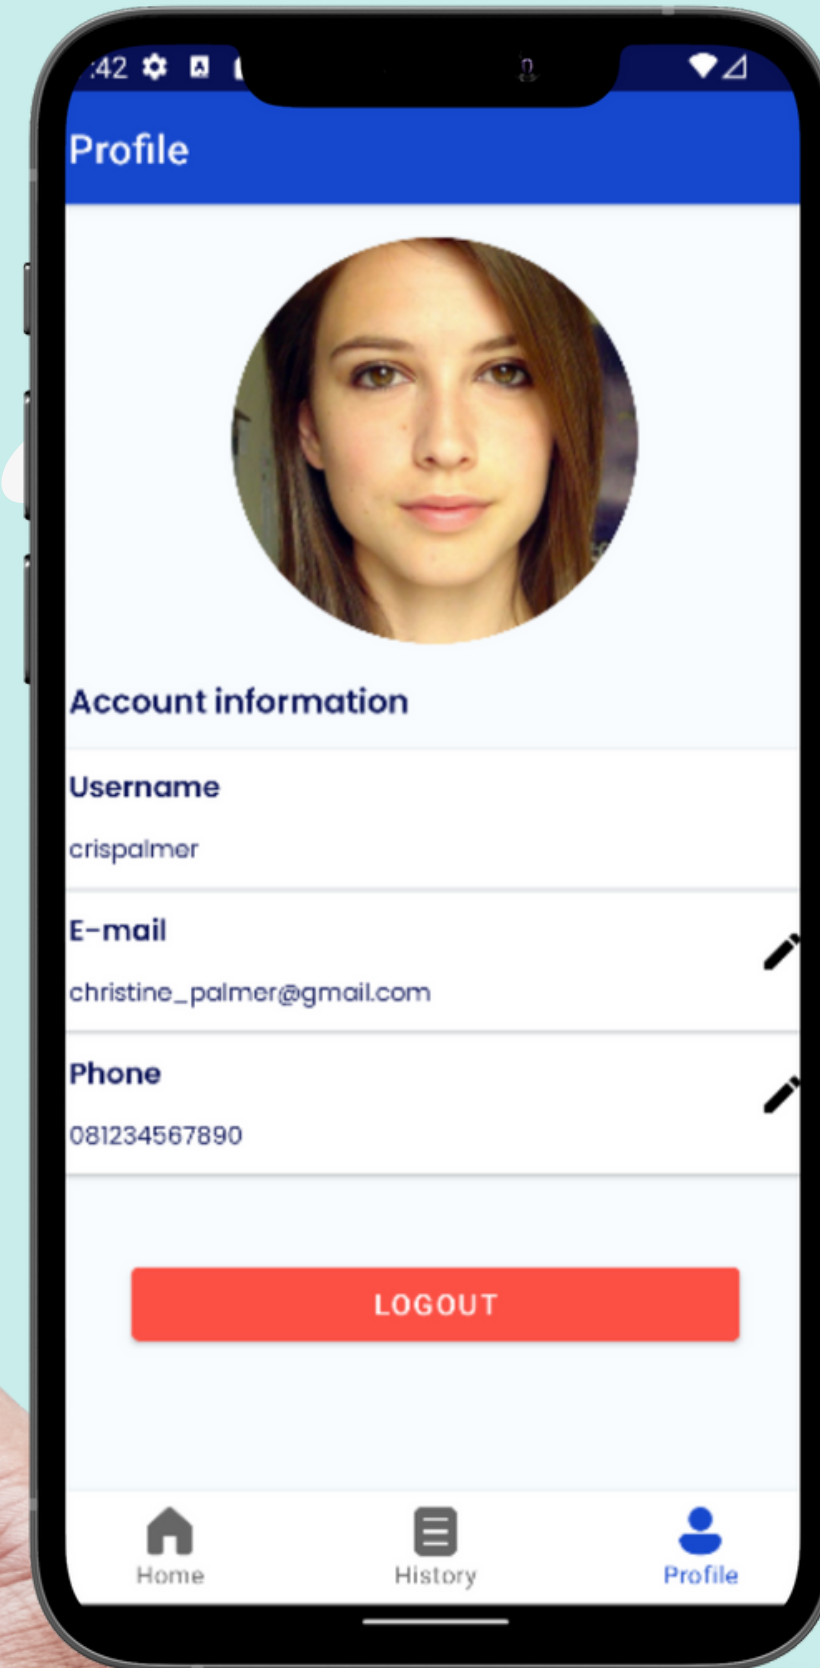 :42
Profile
Account information
Username
crispalmer
E-mail
christine_palmer@gmail.com
Phone
081234567890
LOGOUT
Home
History
Profile